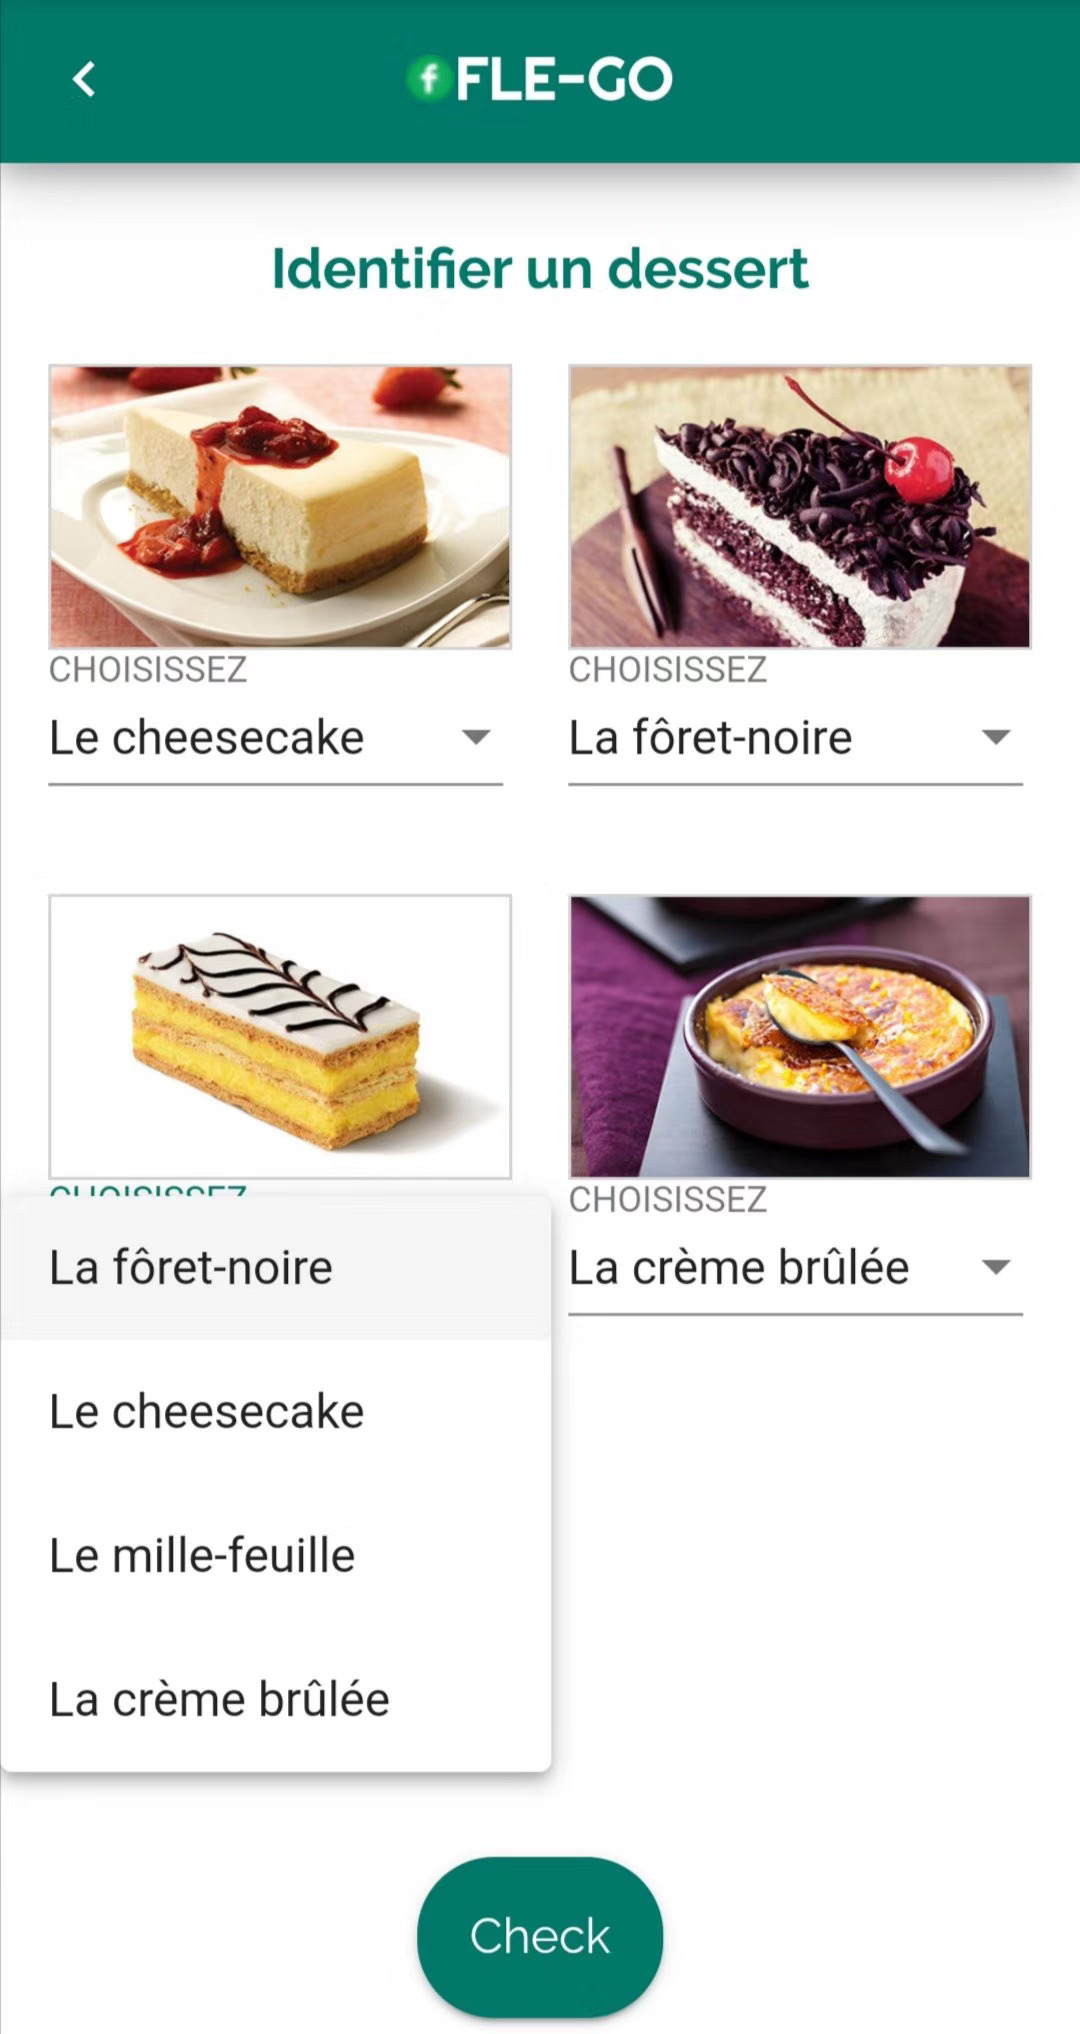 f FLE-GO
Identifier un dessert
CHOISISSEZ
Le cheesecake
CHOISISSEZ
La fôret-noire
CHOISISSEZ
La fôret-noire
Le cheesecake
Le mille-feuille
La crème brûlée
CHOISISSEZ
La crème brûlée
Check